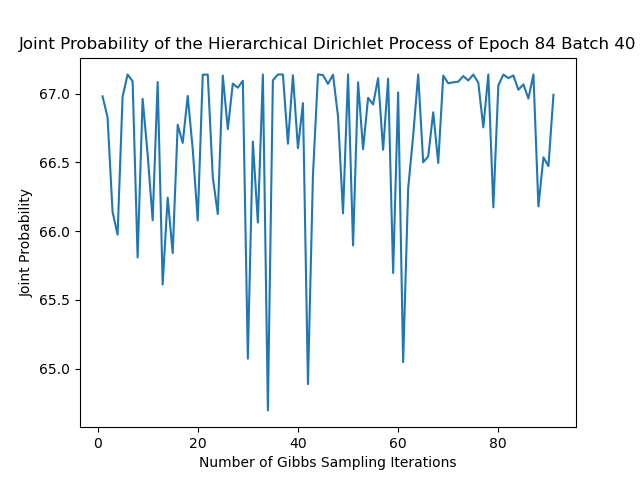 Joint Probability of the Hierarchical Dirichlet Process of Epoch 84 Batch 40
67.0
66.5
66.0
65.5
65.0
Joint Probability
0 20 40 60 80
Number of Gibbs Sampling Iterations